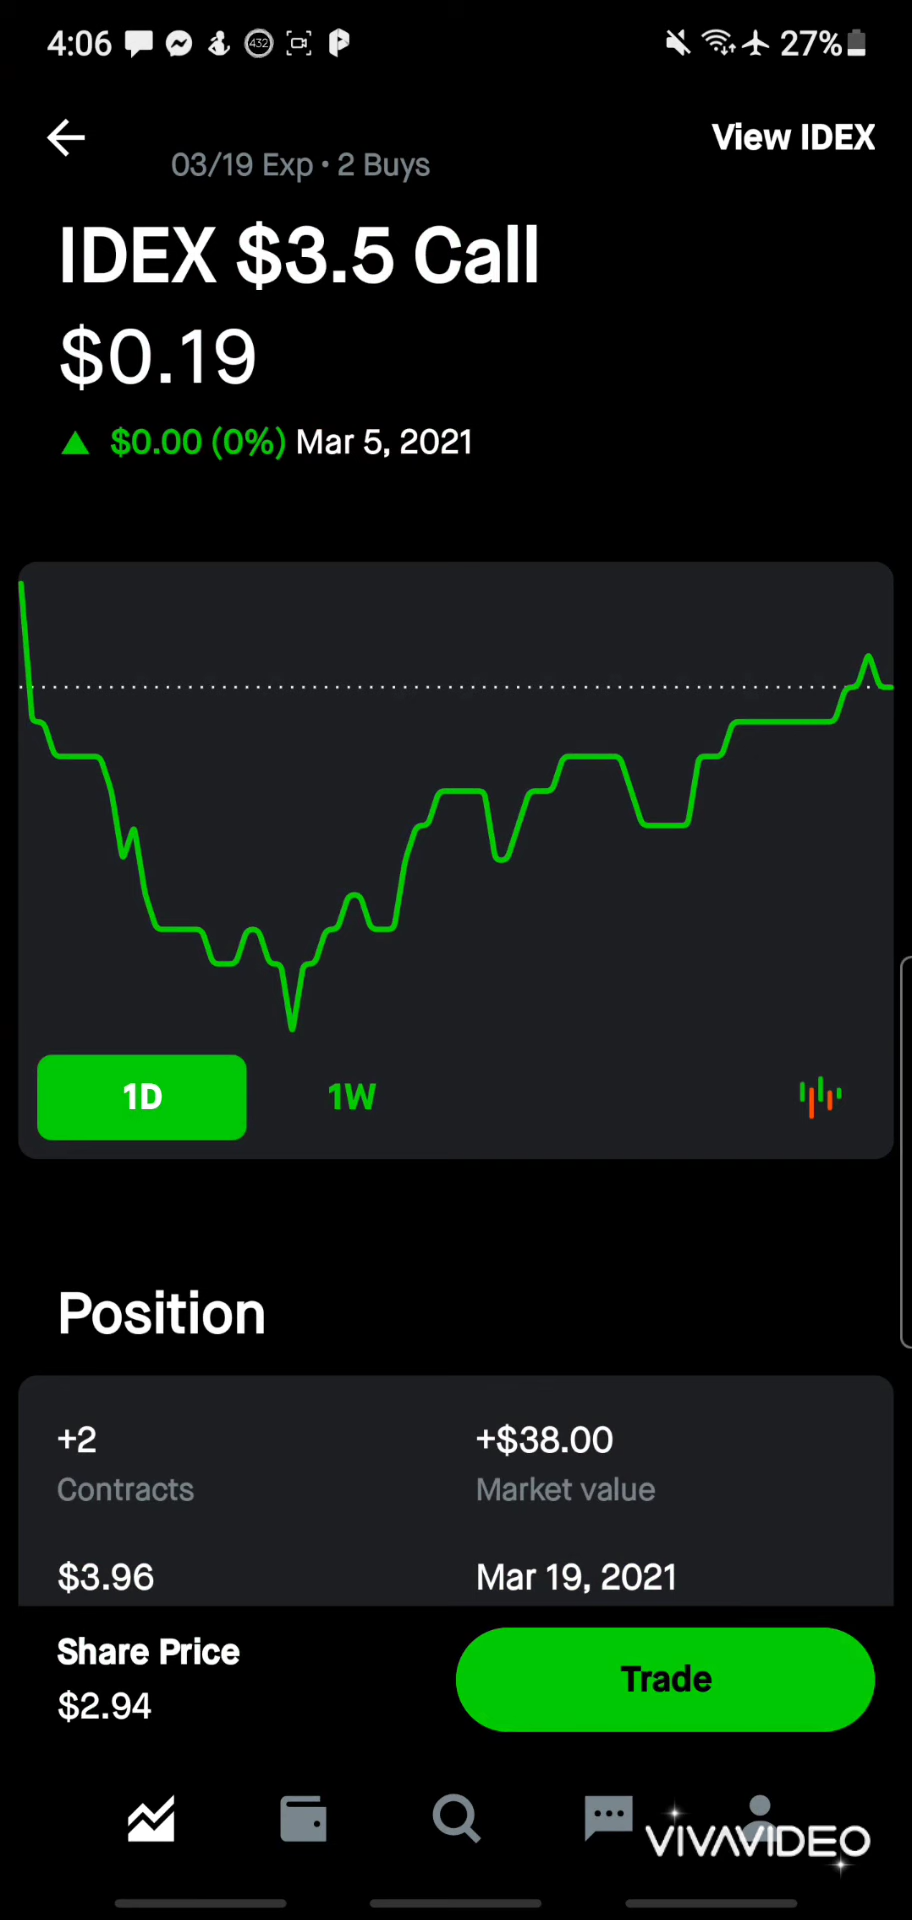 4:06
432
27%
View IDEX
03/19 Exp • 2 Buys
IDEX $3.5 Call
$0.19
▲ $0.00 (0%) Mar 5, 2021
1D
1W
Position
+2
+$38.00
Contracts
Market value
$3.96
Mar 19, 2021
Share Price
Trade
$2.94
VIVAVIDEO